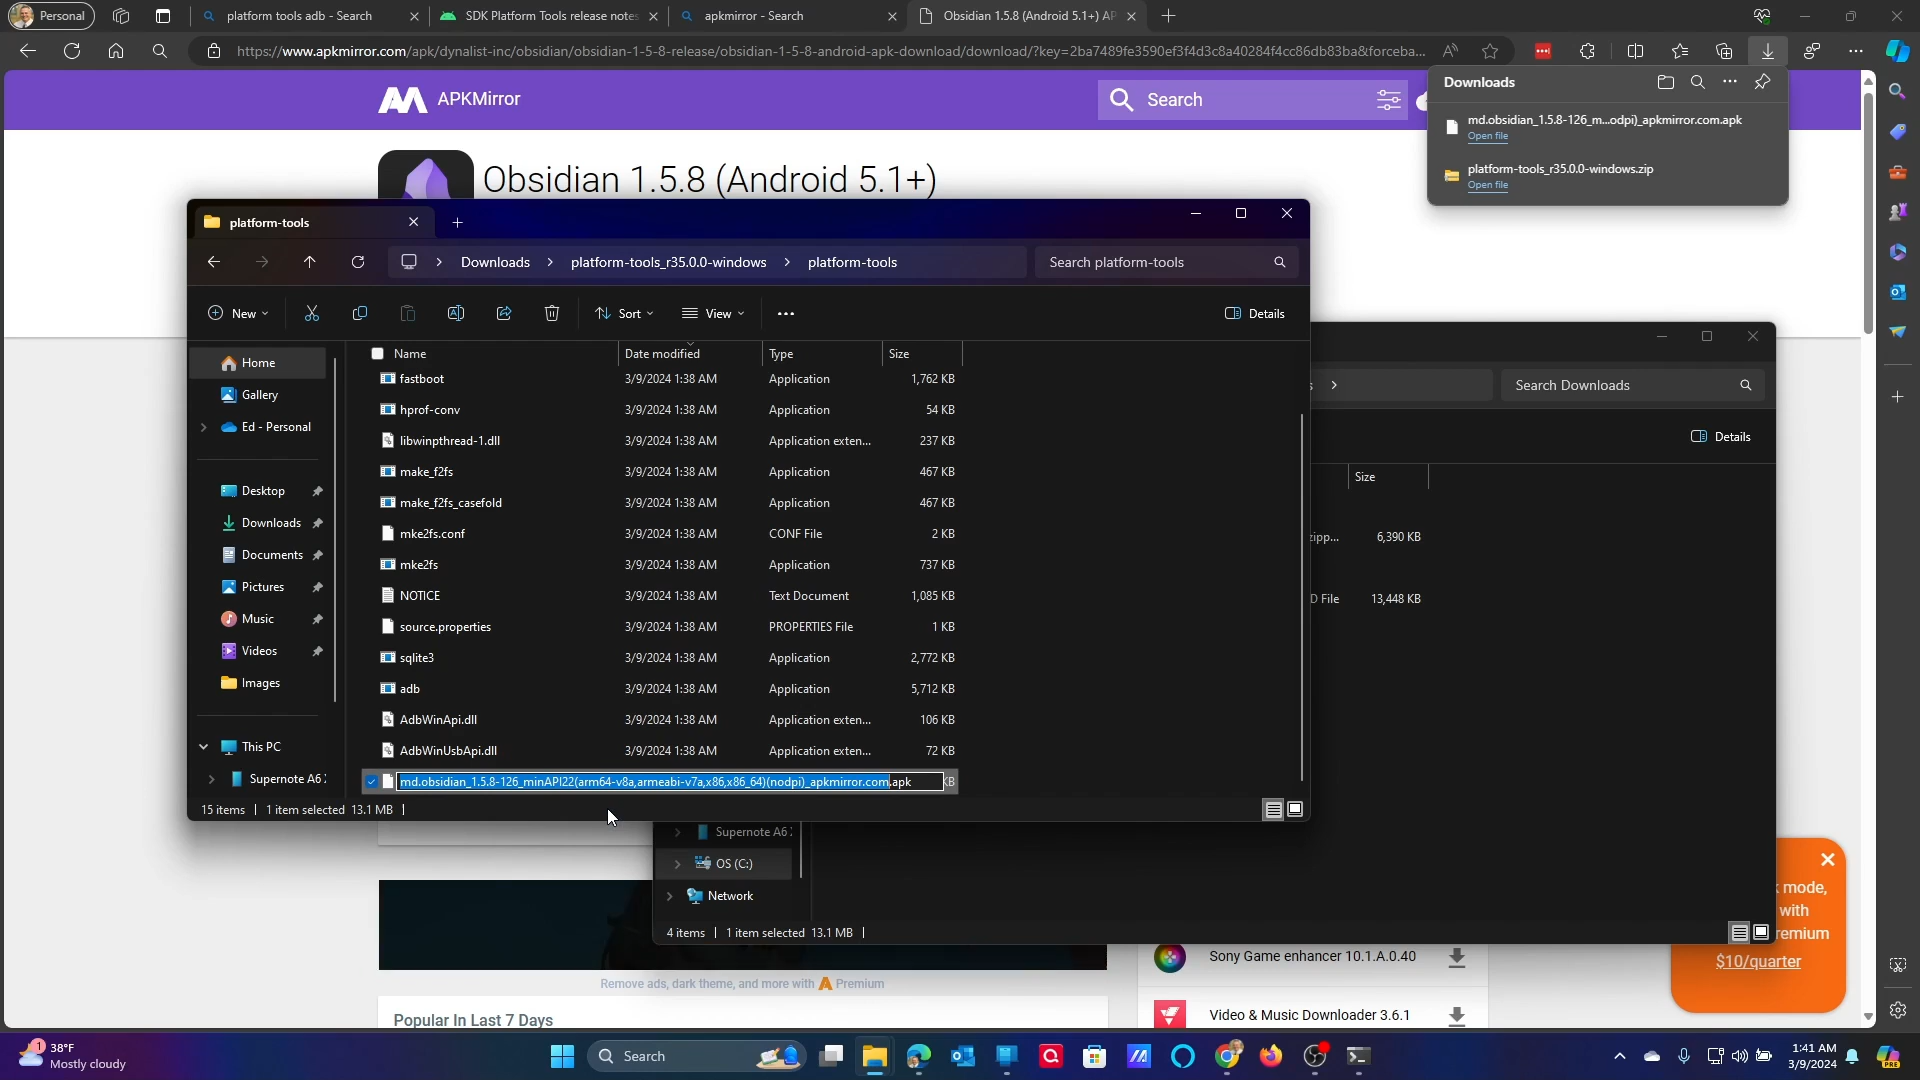 Personal
platform tools adb - Search
SDK Platform Tools release notes
apkmirror - Search
Obsidian 1.5.8 (Android 5.1+) AP
https://www.apkmirror.com/apk/dynalist-inc/obsidian/obsidian-1-5-8-release/obsidian-1-5-8-android-apk-download/download/?key=2ba7489fe3590ef3f4d3c8a40284f4cc86db83ba&forceba...
APKMirror
Search
Downloads
md.obsidian_1.5.8-126_m...odpi)_apkmirror.com.apk
Open file
platform-tools_r35.0.0-windows.zip
Open file
Obsidian 1.5.8 (Android 5.1+)
platform-tools
Downloads > platform-tools_r35.0.0-windows > platform-tools
Search platform-tools
New
Sort
View
Details
Name Date modified Type Size
fastboot 3/9/2024 1:38 AM Application 1,762 KB
hprof-conv 3/9/2024 1:38 AM Application 54 KB
libwinpthread-1.dll 3/9/2024 1:38 AM Application exten... 237 KB
make_f2fs 3/9/2024 1:38 AM Application 467 KB
make_f2fs_casefold 3/9/2024 1:38 AM Application 467 KB
mke2fs.conf 3/9/2024 1:38 AM CONF File 2 KB
mke2fs 3/9/2024 1:38 AM Application 737 KB
NOTICE 3/9/2024 1:38 AM Text Document 1,085 KB
source.properties 3/9/2024 1:38 AM PROPERTIES File 1 KB
sqlite3 3/9/2024 1:38 AM Application 2,772 KB
adb 3/9/2024 1:38 AM Application 5,712 KB
AdbWinApi.dll 3/9/2024 1:38 AM Application exten... 106 KB
AdbWinUsbApi.dll 3/9/2024 1:38 AM Application exten... 72 KB
md.obsidian_1.5.8-126_minAPI22(arm64-v8a,armeabi-v7a,x86,x86_64)(nodpi)_apkmirror.com.apk KB
Home
Gallery
Ed - Personal
Desktop
Downloads
Documents
Pictures
Music
Videos
Images
This PC
Supernote A6
15 items 1 item selected 13.1 MB
Search Downloads
Details
Size
zipp... 6,390 KB
D File 13,448 KB
Supernote A6
OS (C:)
Network
4 items 1 item selected 13.1 MB
k mode,
with
remium
$10/quarter
Remove ads, dark theme, and more with Premium
Popular In Last 7 Days
Sony Game enhancer 10.1.A.0.40
Video & Music Downloader 3.6.1
1
38°F
Mostly cloudy
Search
1:41 AM
3/9/2024
PRE